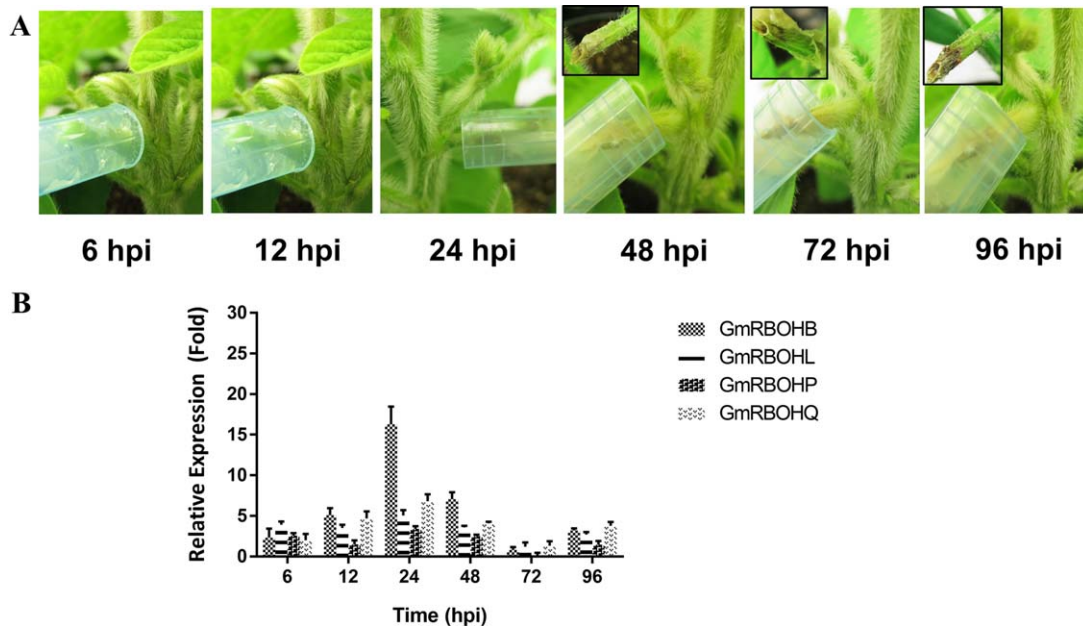 A
6 hpi 12 hpi 24 hpi 48 hpi 72 hpi 96 hpi
B
Relative Expression (Fold)
30
25
20
15
10
5
0
6 12 24 48 72 96
Time (hpi)
GmRBOHB
GmRBOHL
GmRBOHP
GmRBOHQ